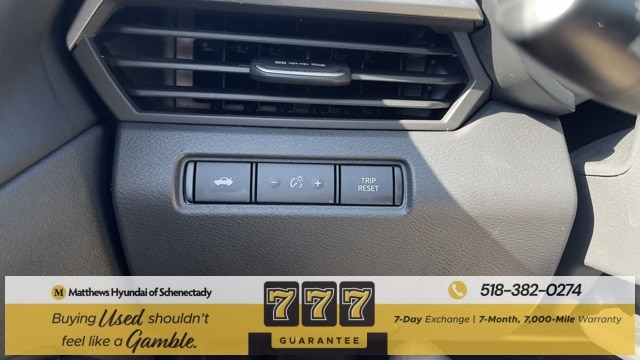 - +
TRIP
RESET
M Matthews Hyundai of Schenectady
Buying Used shouldn't
feel like a Gamble.
777
GUARANTEE
518-382-0274
7-Day Exchange | 7-Month, 7,000-Mile Warranty